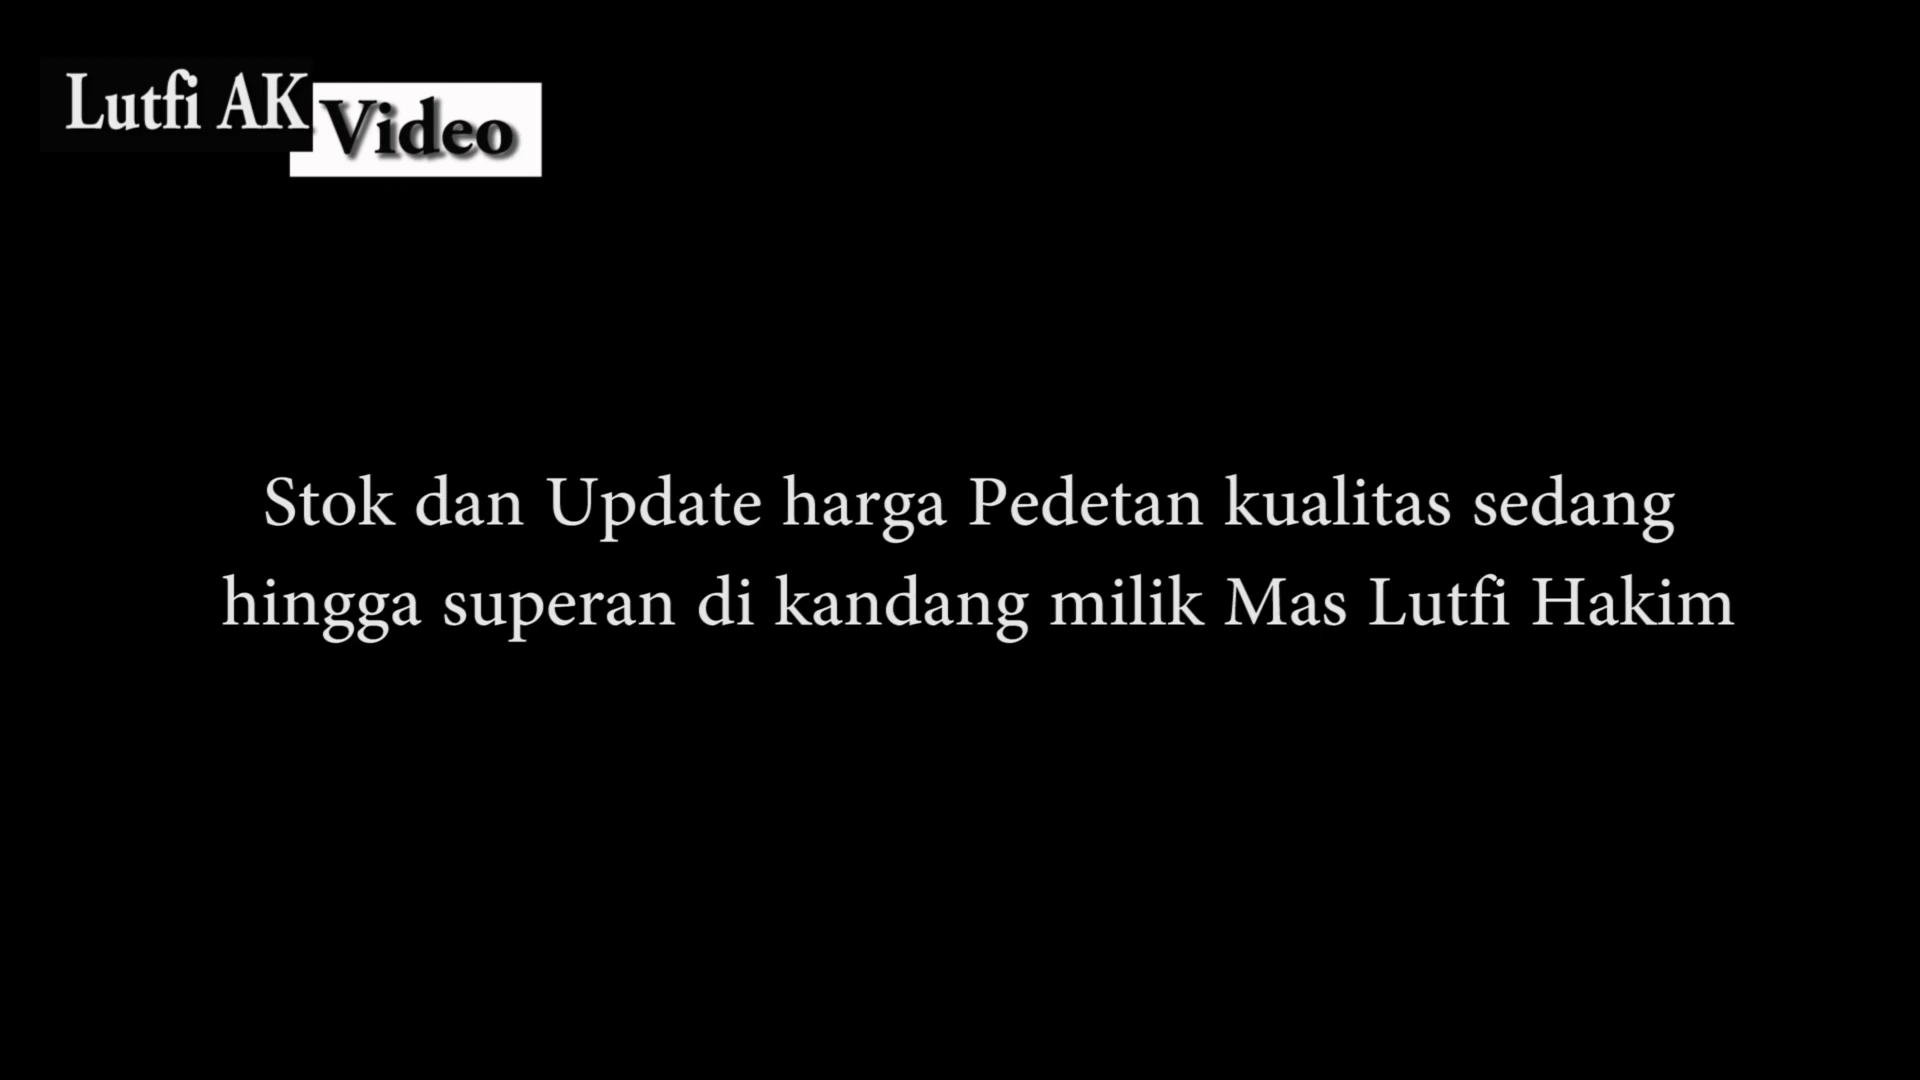 Lutfi AK
Video
Stok dan Update harga Pedetan kualitas sedang
hingga superan di kandang milik Mas Lutfi Hakim